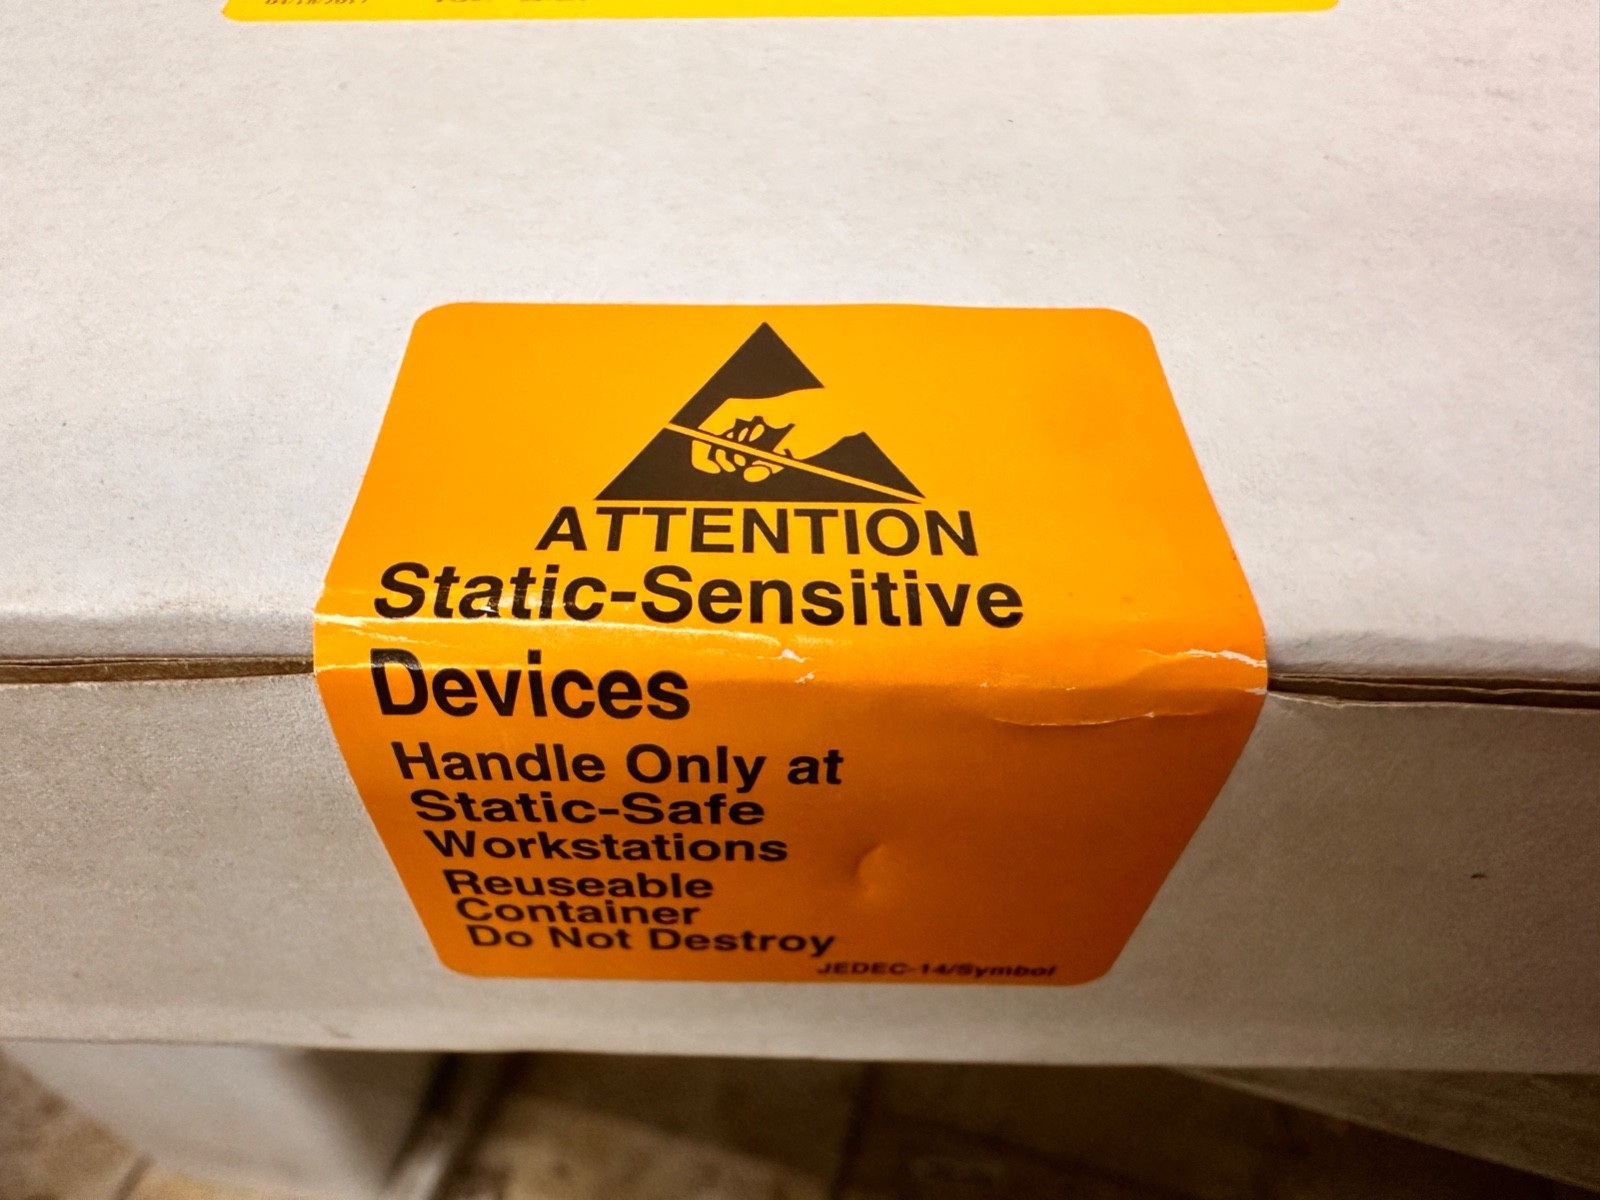 ATTENTION
Static-Sensitive
Devices
Handle Only at
Static-Safe
Workstations
Reuseable
Container
Do Not Destroy
JEDEC-14/Symbol